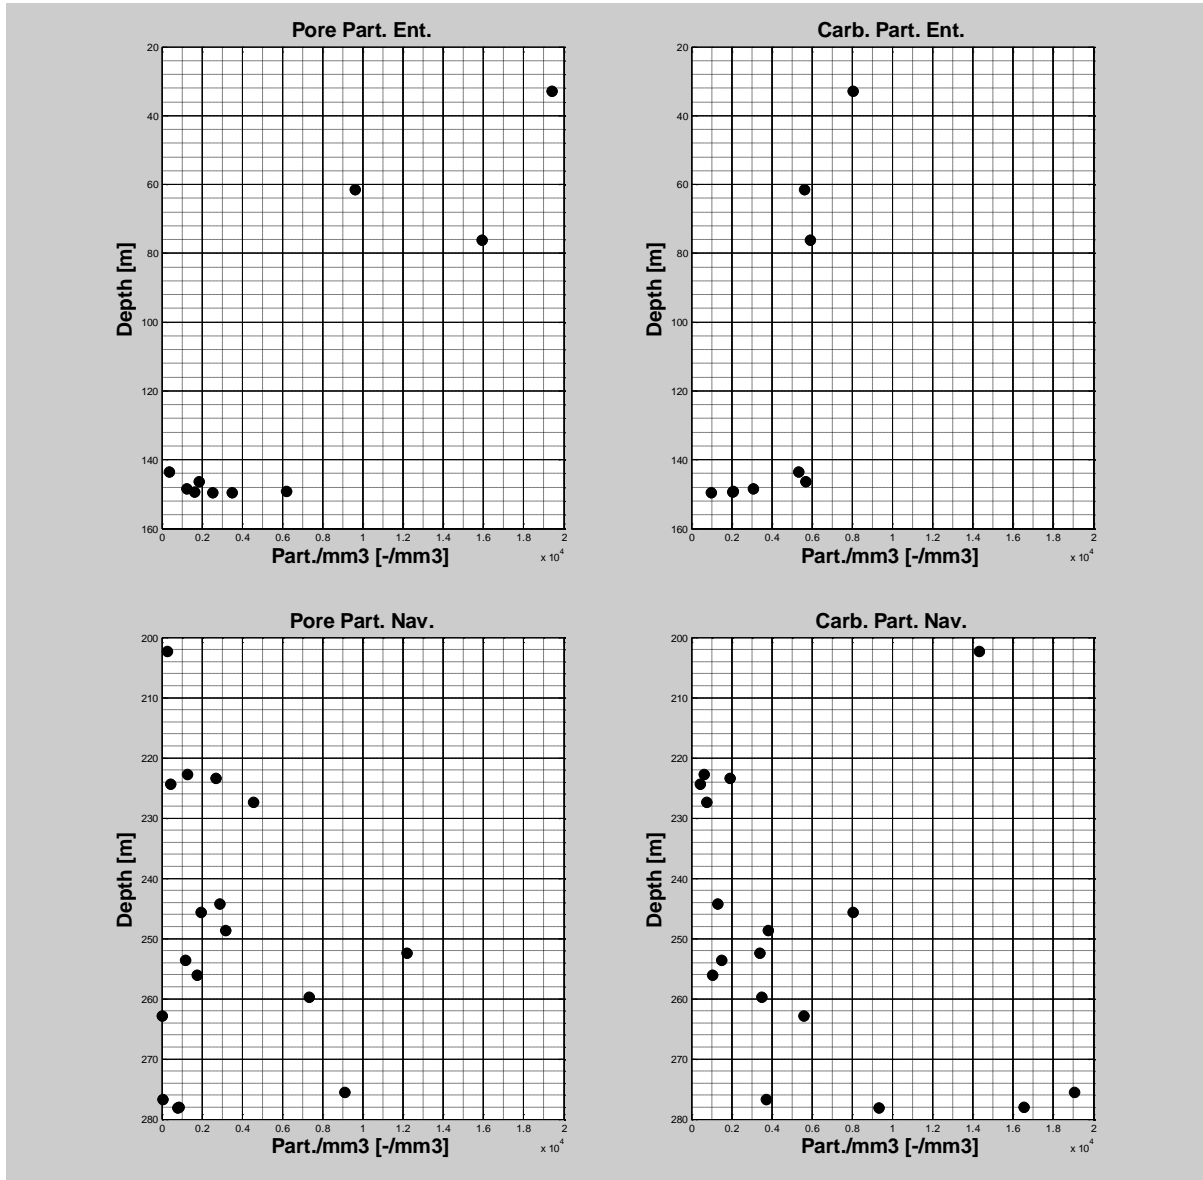 Pore Part. Ent.
20
40
60
80
100
120
140
160
Depth [m]
0 0.2 0.4 0.6 0.8 1 1.2 1.4 1.6 1.8 2
x 10^4
Part./mm3 [-/mm3]
Carb. Part. Ent.
20
40
60
80
100
120
140
160
Depth [m]
0 0.2 0.4 0.6 0.8 1 1.2 1.4 1.6 1.8 2
x 10^4
Part./mm3 [-/mm3]
Pore Part. Nav.
200
210
220
230
240
250
260
270
280
Depth [m]
0 0.2 0.4 0.6 0.8 1 1.2 1.4 1.6 1.8 2
x 10^4
Part./mm3 [-/mm3]
Carb. Part. Nav.
200
210
220
230
240
250
260
270
280
Depth [m]
0 0.2 0.4 0.6 0.8 1 1.2 1.4 1.6 1.8 2
x 10^4
Part./mm3 [-/mm3]